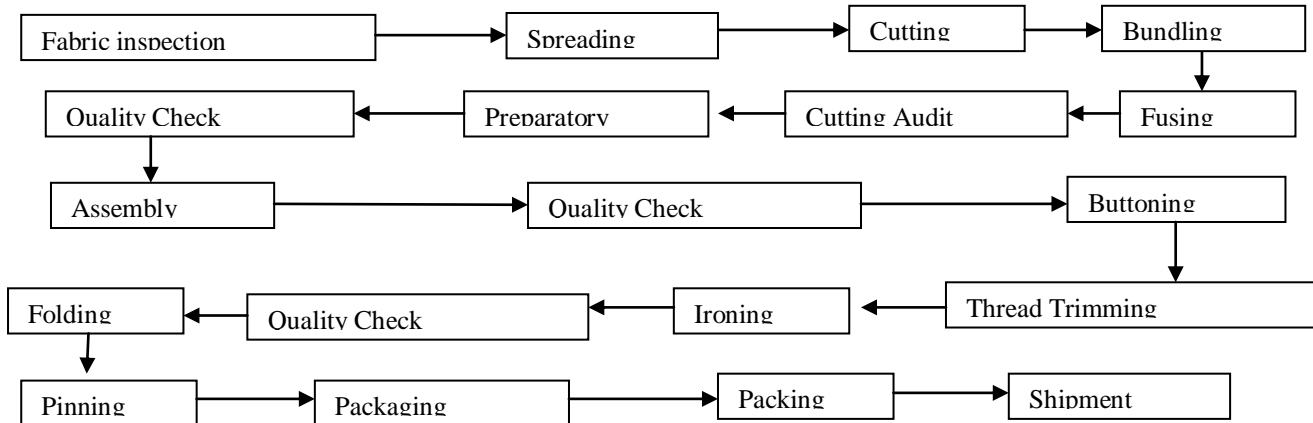 Fabric inspection
Spreading
Cutting
Bundling
Fusing
Cutting Audit
Preparatory
Quality Check
Assembly
Quality Check
Buttoning
Thread Trimming
Ironing
Quality Check
Folding
Pinning
Packaging
Packing
Shipment